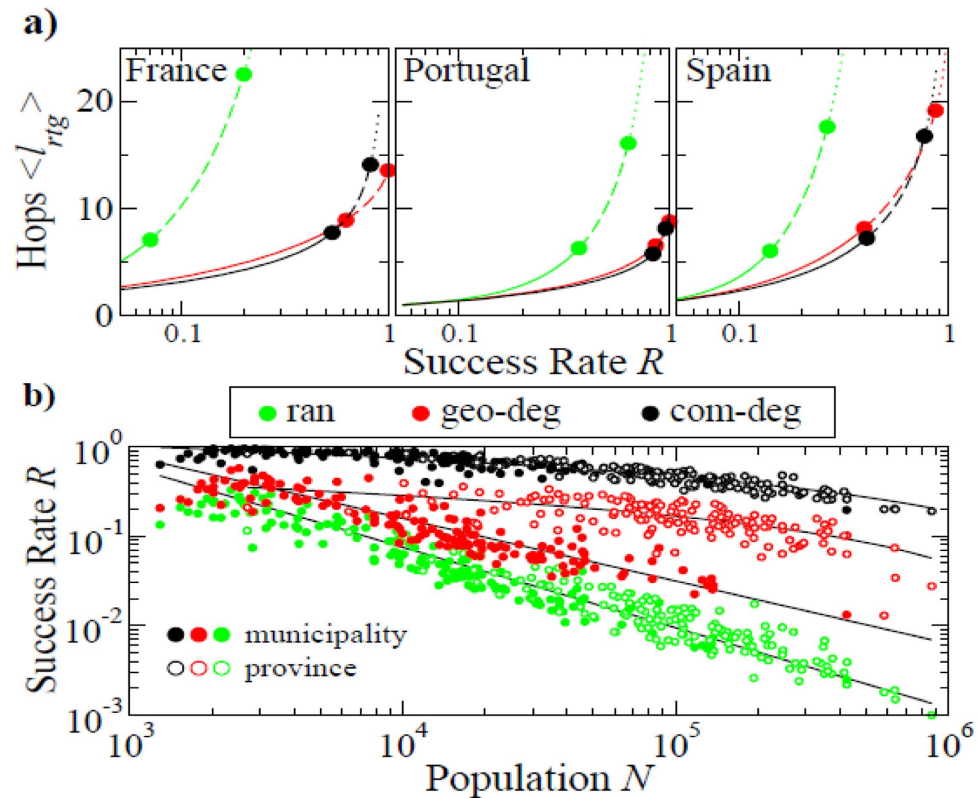 a)
France
Portugal
Spain
Hops <l_rtg>
20
10
0
0.1 1 0.1 1 0.1 1
Success Rate R
b)
ran geo-deg com-deg
10^0
10^-1
10^-2
10^-3
Success Rate R
municipality
province
10^3 10^4 10^5 10^6
Population N